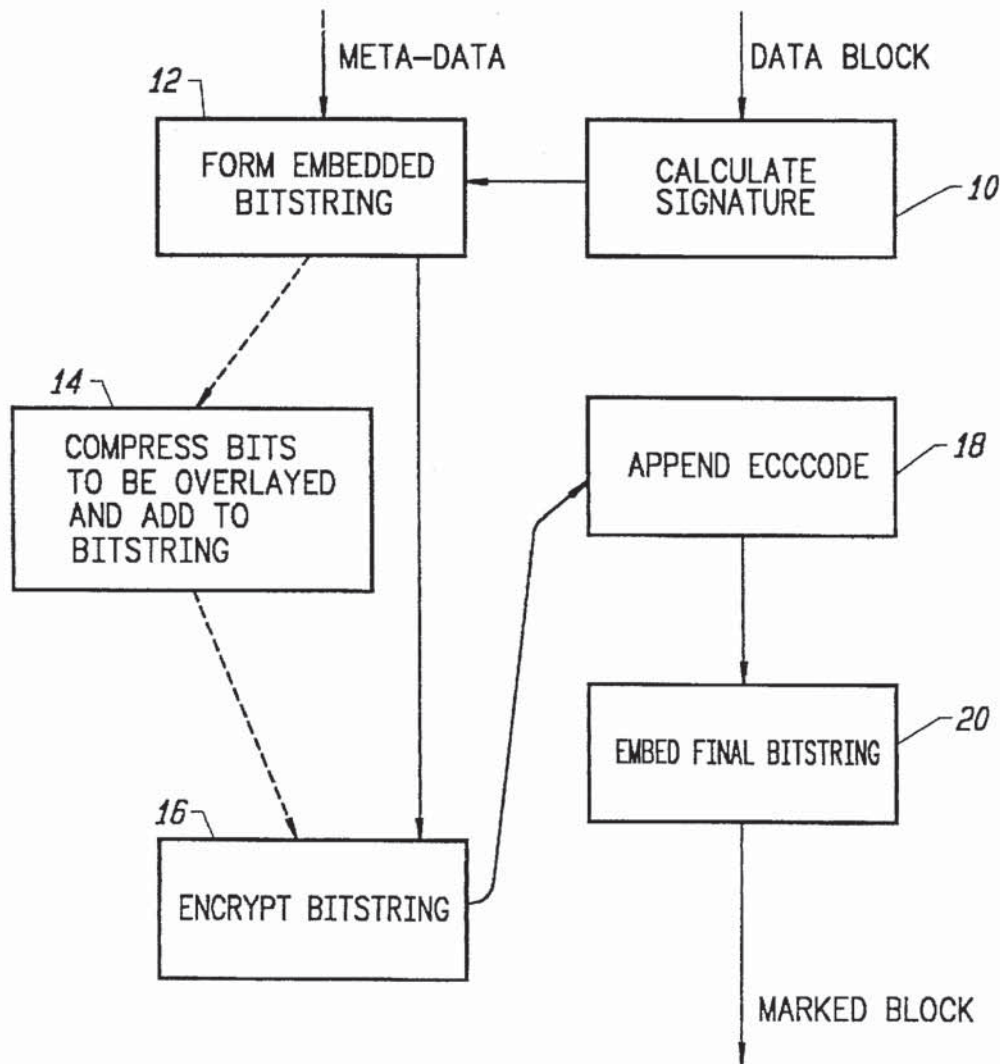 META-DATA
DATA BLOCK
12
FORM EMBEDDED
BITSTRING
CALCULATE
SIGNATURE
10
14
COMPRESS BITS
TO BE OVERLAYED
AND ADD TO
BITSTRING
APPEND ECCCODE
18
EMBED FINAL BITSTRING
20
16
ENCRYPT BITSTRING
MARKED BLOCK